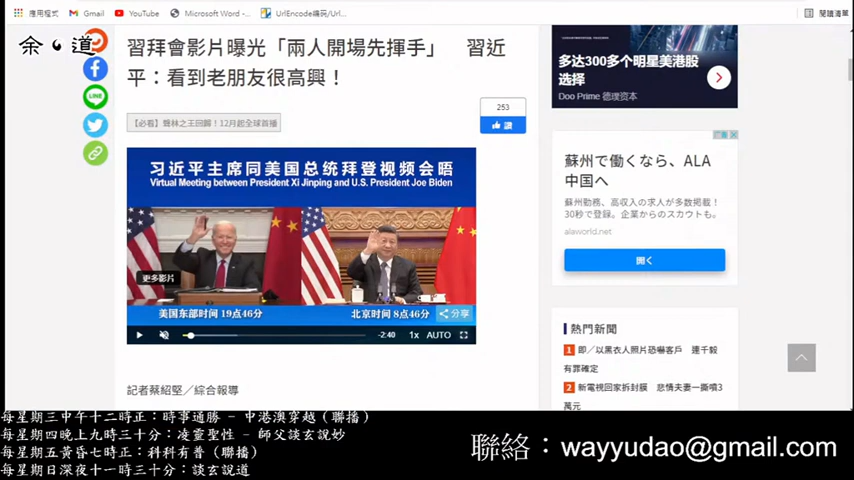 應用程式 Gmail YouTube Microsoft Word -... UrlEncode编码/Url... 閱讀清單
余 道
習拜會影片曝光「兩人開場先揮手」 習近
平：看到老朋友很高興！
253
讚
【必看】聲林之王回歸！12月起全球首播
LINE
习近平主席同美国总统拜登视频会晤
Virtual Meeting between President Xi Jinping and U.S. President Joe Biden
更多影片
美国东部时间 19点46分
北京时间 8点46分
分享
-2:40 1x AUTO
記者蔡紹堅／綜合報導
多达300多个明星美港股
选择
Doo Prime 德璞资本
蘇州で働くなら、ALA
中国へ
蘇州勤務、高収入の求人が多数掲載！
30秒で登録。企業からのスカウトも。
alaworld.net
開く
熱門新聞
1 即／以黑衣人照片恐嚇客戶 連千毅
有罪確定
2 新電視回家拆封膜 悲情夫妻一撕噴3
萬元
每星期三中午十二時正：時事通勝 – 中港澳穿越（聯播）
每星期四晚上九時三十分：凌靈聖性 – 師父談玄說妙
每星期五黃昏七時正：科科有普（聯播）
每星期日深夜十一時三十分：談玄說道
聯絡：wayyudao@gmail.com